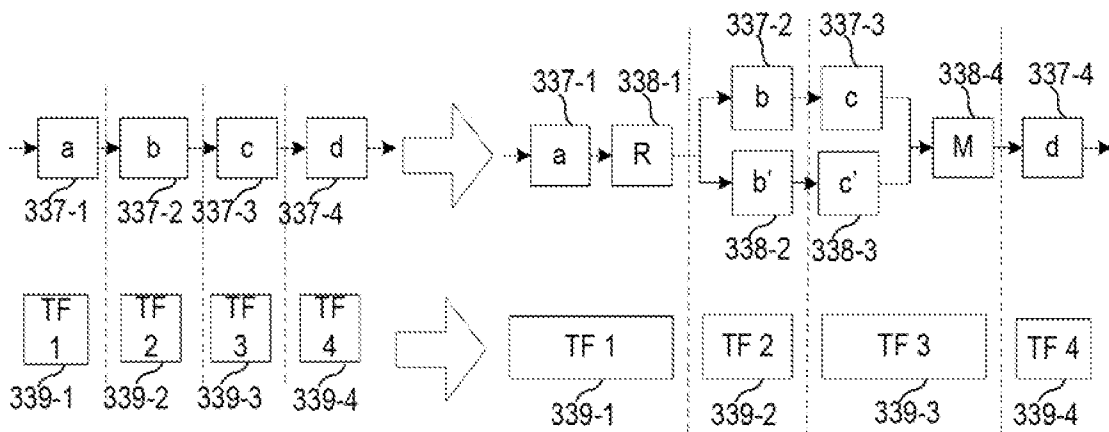 337-2 337-3
337-1 338-1 338-4 337-4
b c
a b c d a R M d
b' c'
337-1 337-2 337-3 337-4
338-2 338-3
TF 1 TF 2 TF 3 TF 4 TF 1 TF 2 TF 3 TF 4
339-1 339-2 339-3 339-4 339-1 339-2 339-3 339-4